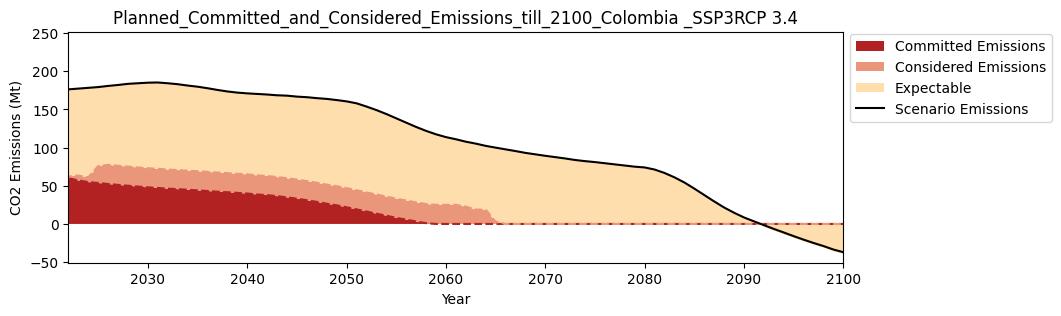 Planned_Committed_and_Considered_Emissions_till_2100_Colombia _SSP3RCP 3.4
250
200
150
100
50
0
−50
CO2 Emissions (Mt)
2030 2040 2050 2060 2070 2080 2090 2100
Year
Committed Emissions
Considered Emissions
Expectable
Scenario Emissions